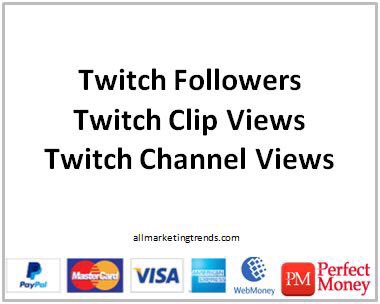 Twitch Followers
Twitch Clip Views
Twitch Channel Views
allmarketingtrends.com
PayPal MasterCard VISA AMERICAN EXPRESS WebMoney PM Perfect Money